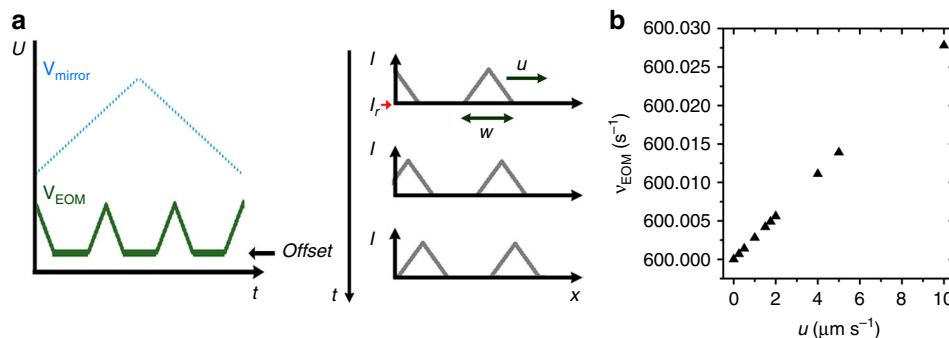 a
U
V_mirror
V_EOM
Offset
t
I
u
I_r
w
I
I
t
x
b
ν_EOM (s⁻¹)
600.030
600.025
600.020
600.015
600.010
600.005
600.000
0 2 4 6 8 10
u (μm s⁻¹)